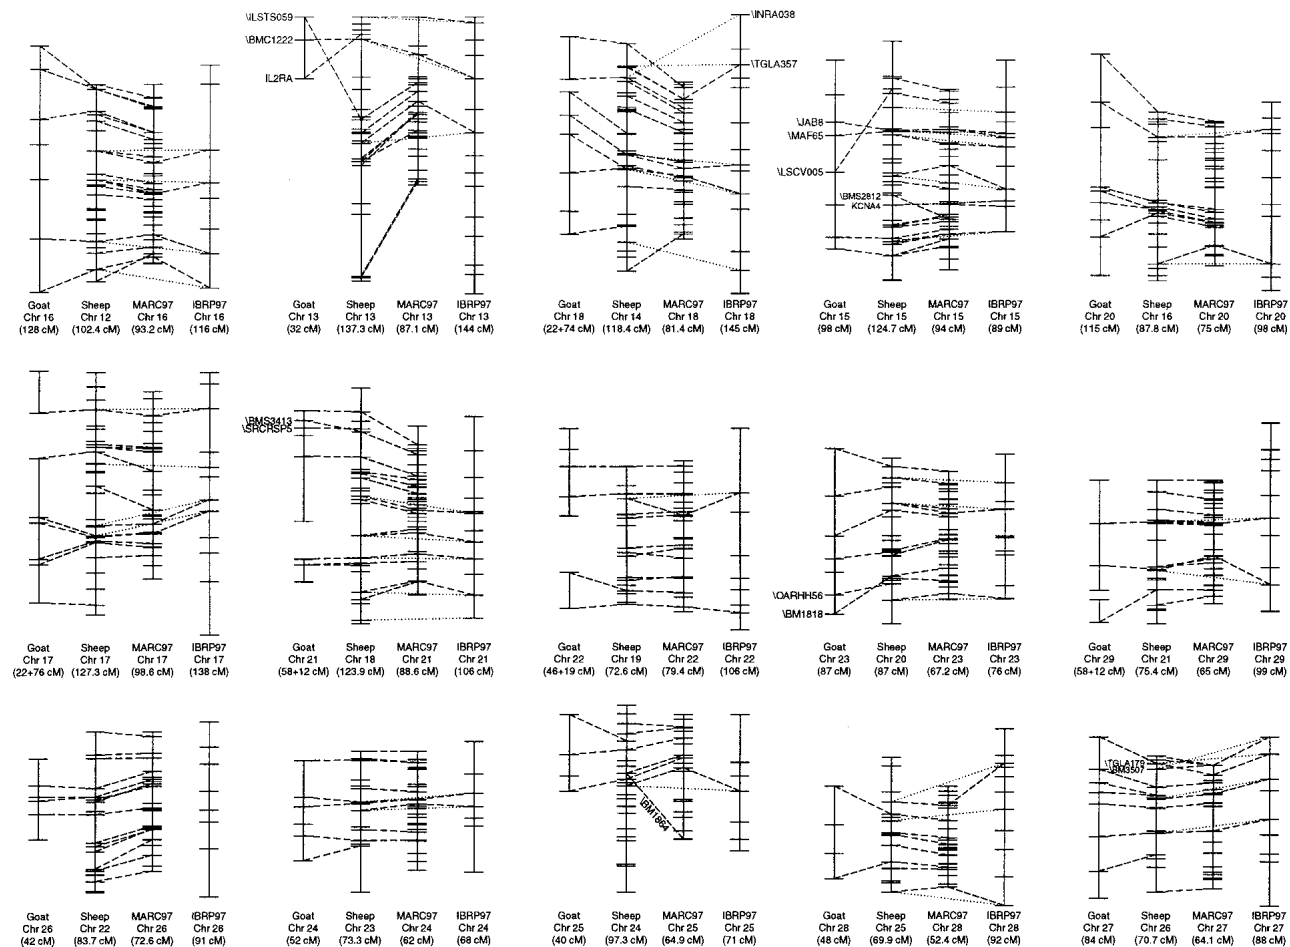 \ILSTS059
\BMC1222
IL2RA
\INRA038
\TGLA357
\JAB8
\MAF65
\LSCV005
\BMS2812
KCNA4
Goat Sheep MARC97 IBRP97
Chr 16 Chr 12 Chr 16 Chr 16
(128 cM) (102.4 cM) (93.2 cM) (116 cM)
Goat Sheep MARC97 IBRP97
Chr 13 Chr 13 Chr 13 Chr 13
(32 cM) (137.3 cM) (87.1 cM) (144 cM)
Goat Sheep MARC97 IBRP97
Chr 18 Chr 14 Chr 18 Chr 18
(22+74 cM) (118.4 cM) (81.4 cM) (145 cM)
Goat Sheep MARC97 IBRP97
Chr 15 Chr 15 Chr 15 Chr 15
(98 cM) (124.7 cM) (94 cM) (89 cM)
Goat Sheep MARC97 IBRP97
Chr 20 Chr 16 Chr 20 Chr 20
(115 cM) (87.8 cM) (75 cM) (98 cM)
\BMS3413
\SRCRSP5
\OARHH56
\BM1818
Goat Sheep MARC97 IBRP97
Chr 17 Chr 17 Chr 17 Chr 17
(22+76 cM) (127.3 cM) (98.6 cM) (138 cM)
Goat Sheep MARC97 IBRP97
Chr 21 Chr 18 Chr 21 Chr 21
(58+12 cM) (123.9 cM) (88.6 cM) (106 cM)
Goat Sheep MARC97 IBRP97
Chr 22 Chr 19 Chr 22 Chr 22
(46+19 cM) (72.6 cM) (79.4 cM) (106 cM)
Goat Sheep MARC97 IBRP97
Chr 23 Chr 20 Chr 23 Chr 23
(87 cM) (87 cM) (67.2 cM) (76 cM)
Goat Sheep MARC97 IBRP97
Chr 29 Chr 21 Chr 29 Chr 29
(58+12 cM) (75.4 cM) (65 cM) (99 cM)
\BM1864
\TGLA179
\BM3507
Goat Sheep MARC97 IBRP97
Chr 26 Chr 22 Chr 26 Chr 26
(42 cM) (83.7 cM) (72.6 cM) (91 cM)
Goat Sheep MARC97 IBRP97
Chr 24 Chr 23 Chr 24 Chr 24
(52 cM) (73.3 cM) (62 cM) (68 cM)
Goat Sheep MARC97 IBRP97
Chr 25 Chr 24 Chr 25 Chr 25
(40 cM) (97.3 cM) (64.9 cM) (71 cM)
Goat Sheep MARC97 IBRP97
Chr 28 Chr 25 Chr 28 Chr 28
(48 cM) (69.9 cM) (52.4 cM) (92 cM)
Goat Sheep MARC97 IBRP97
Chr 27 Chr 26 Chr 27 Chr 27
(84 cM) (70.7 cM) (64.1 cM) (88 cM)